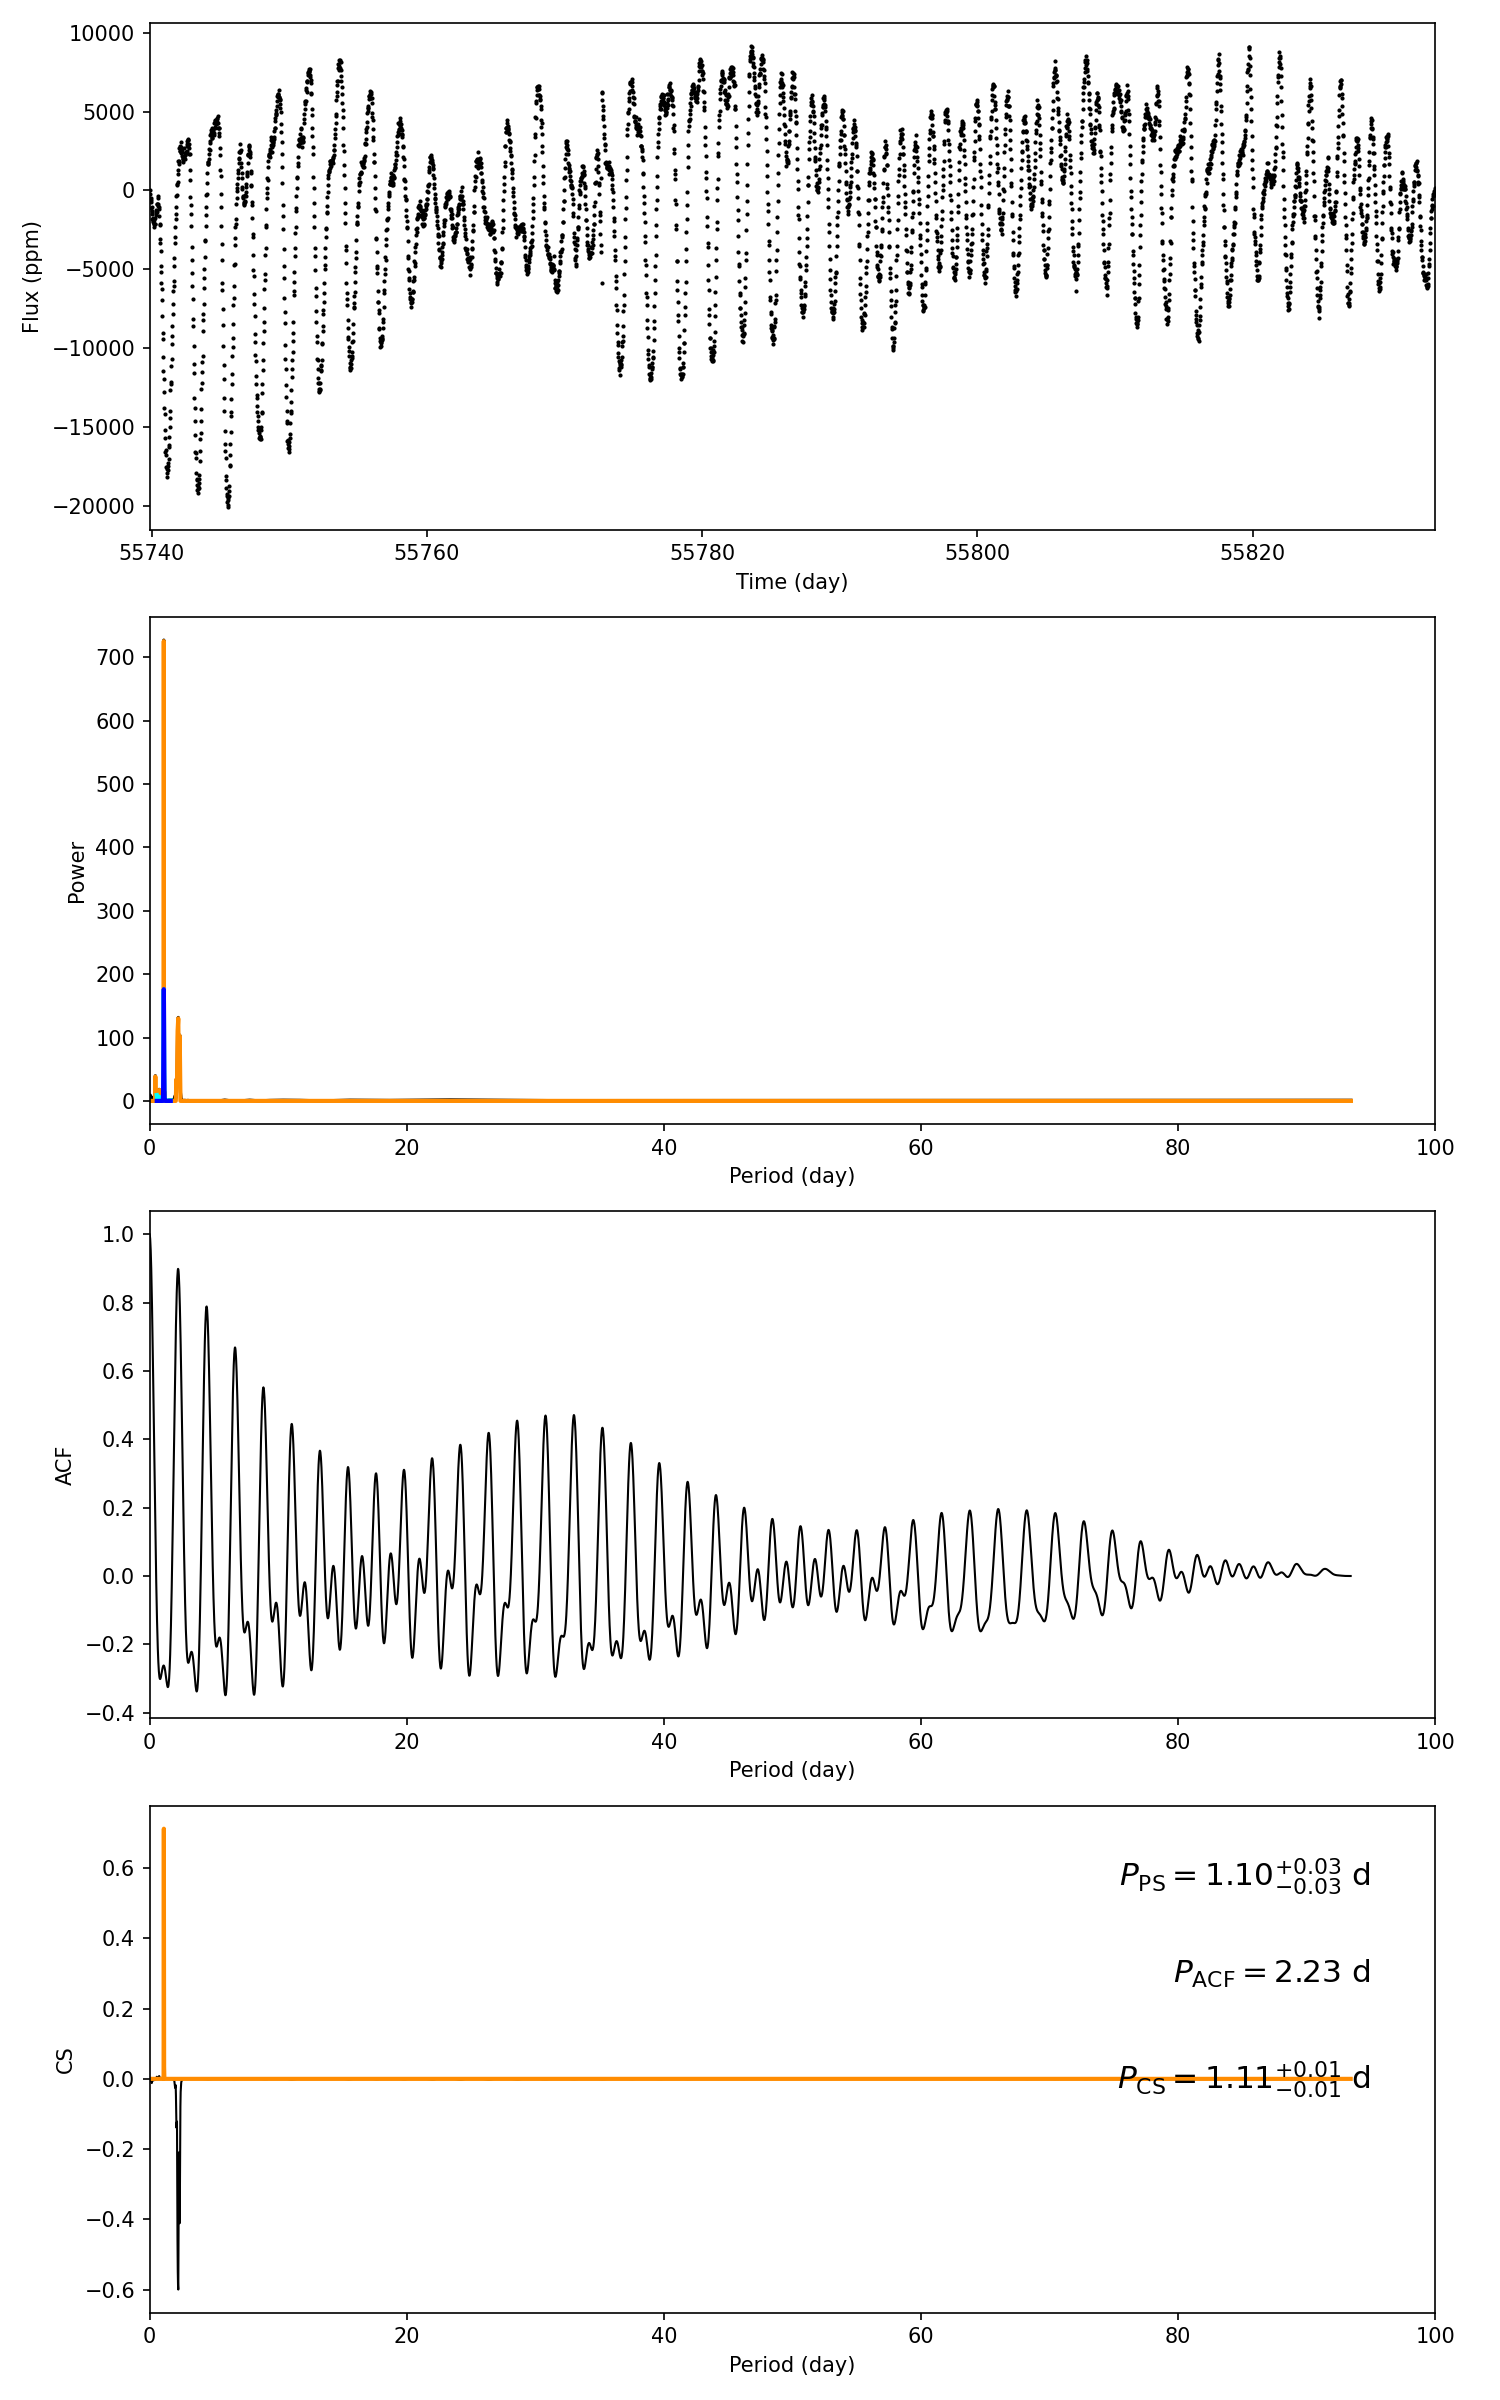 10000
5000
0
−5000
−10000
−15000
−20000
Flux (ppm)
55740 55760 55780 55800 55820
Time (day)
700
600
500
400
300
200
100
0
Power
0 20 40 60 80 100
Period (day)
1.0
0.8
0.6
0.4
0.2
0.0
−0.2
−0.4
ACF
0 20 40 60 80 100
Period (day)
0.6
0.4
0.2
0.0
−0.2
−0.4
−0.6
CS
P_PS = 1.10^{+0.03}_{−0.03} d
P_ACF = 2.23 d
P_CS = 1.11^{+0.01}_{−0.01} d
0 20 40 60 80 100
Period (day)